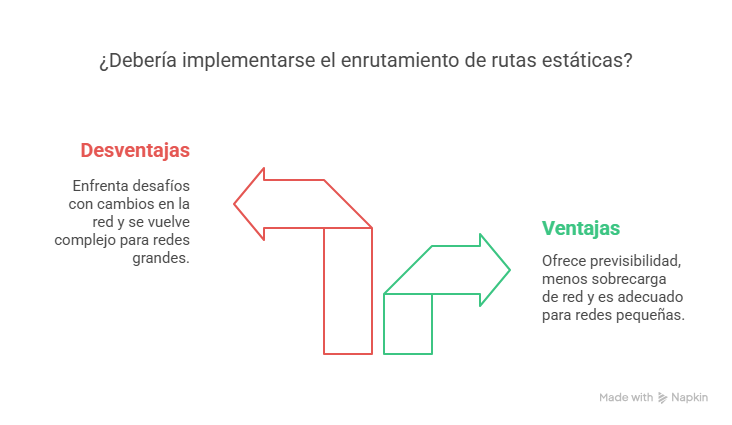 ¿Debería implementarse el enrutamiento de rutas estáticas?
Desventajas
Enfrenta desafíos
con cambios en la
red y se vuelve
complejo para redes
grandes.
Ventajas
Ofrece previsibilidad,
menos sobrecarga
de red y es adecuado
para redes pequeñas.
Made with Napkin